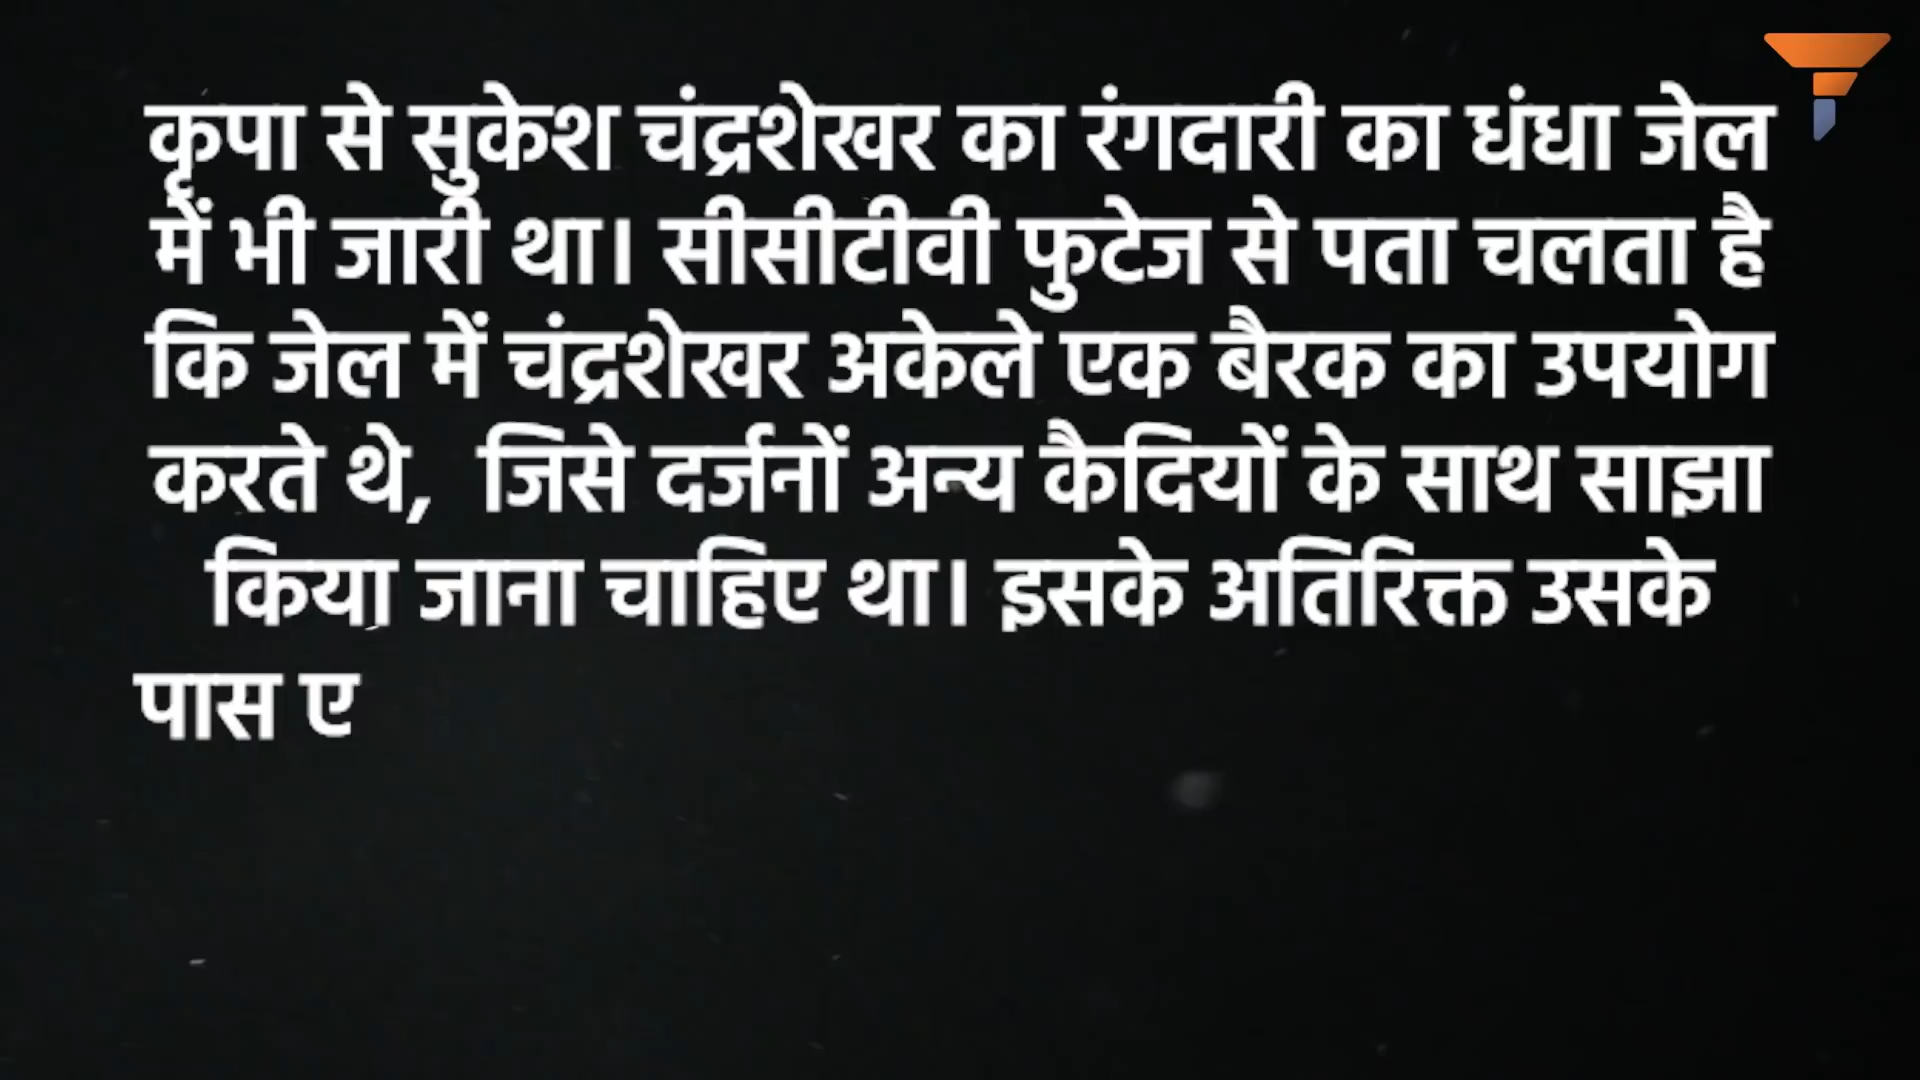 कृपा से सुकेश चंद्रशेखर का रंगदारी का धंधा जेल
में भी जारी था। सीसीटीवी फुटेज से पता चलता है
कि जेल में चंद्रशेखर अकेले एक बैरक का उपयोग
करते थे, जिसे दर्जनों अन्य कैदियों के साथ साझा
किया जाना चाहिए था। इसके अतिरिक्त उसके
पास ए